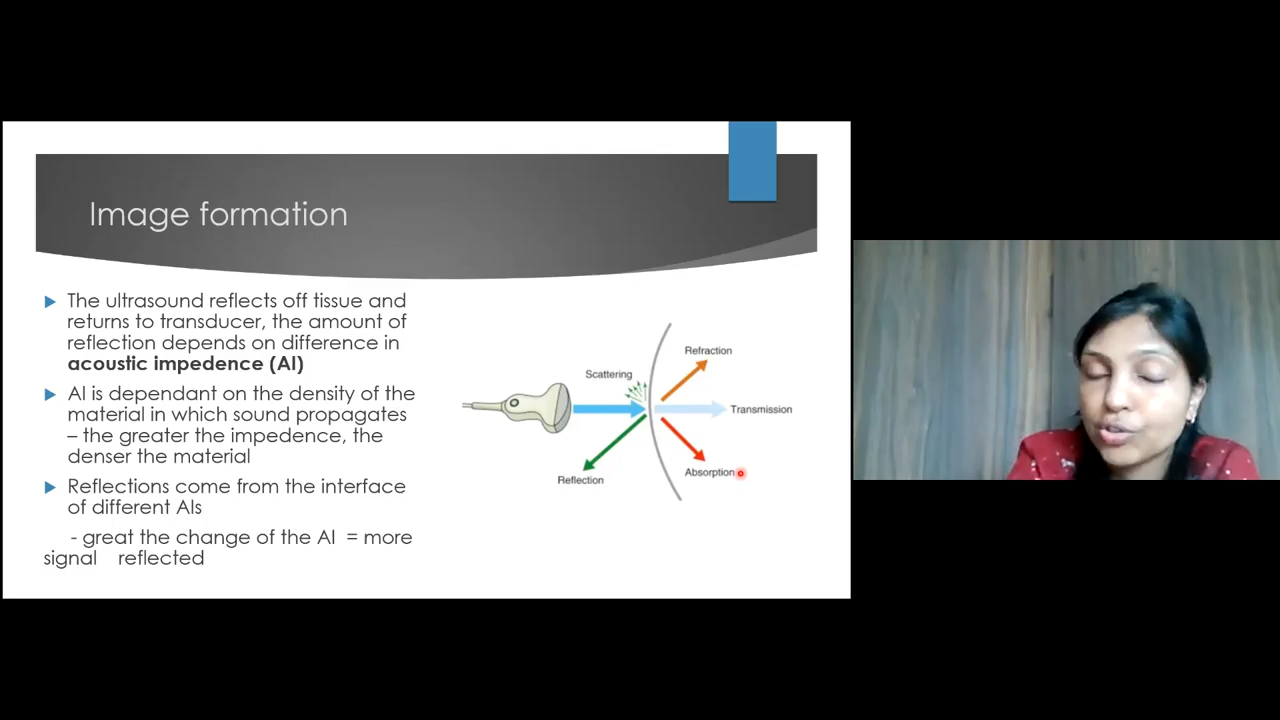 Image formation
The ultrasound reflects off tissue and
returns to transducer, the amount of
reflection depends on difference in
acoustic impedence (AI)
AI is dependant on the density of the
material in which sound propagates
– the greater the impedence, the
denser the material
Reflections come from the interface
of different AIs
- great the change of the AI = more
signal reflected
Refraction
Scattering
Transmission
Absorption
Reflection